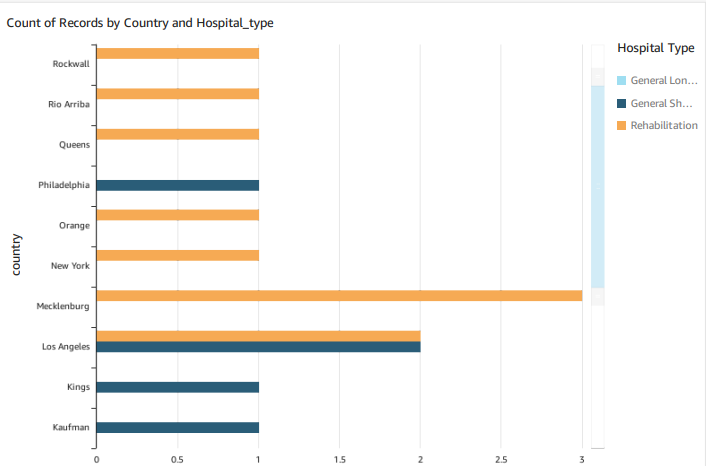 Count of Records by Country and Hospital_type
Hospital Type
General Lon...
General Sh...
Rehabilitation
country
Rockwall
Rio Arriba
Queens
Philadelphia
Orange
New York
Mecklenburg
Los Angeles
Kings
Kaufman
0 0.5 1 1.5 2 2.5 3